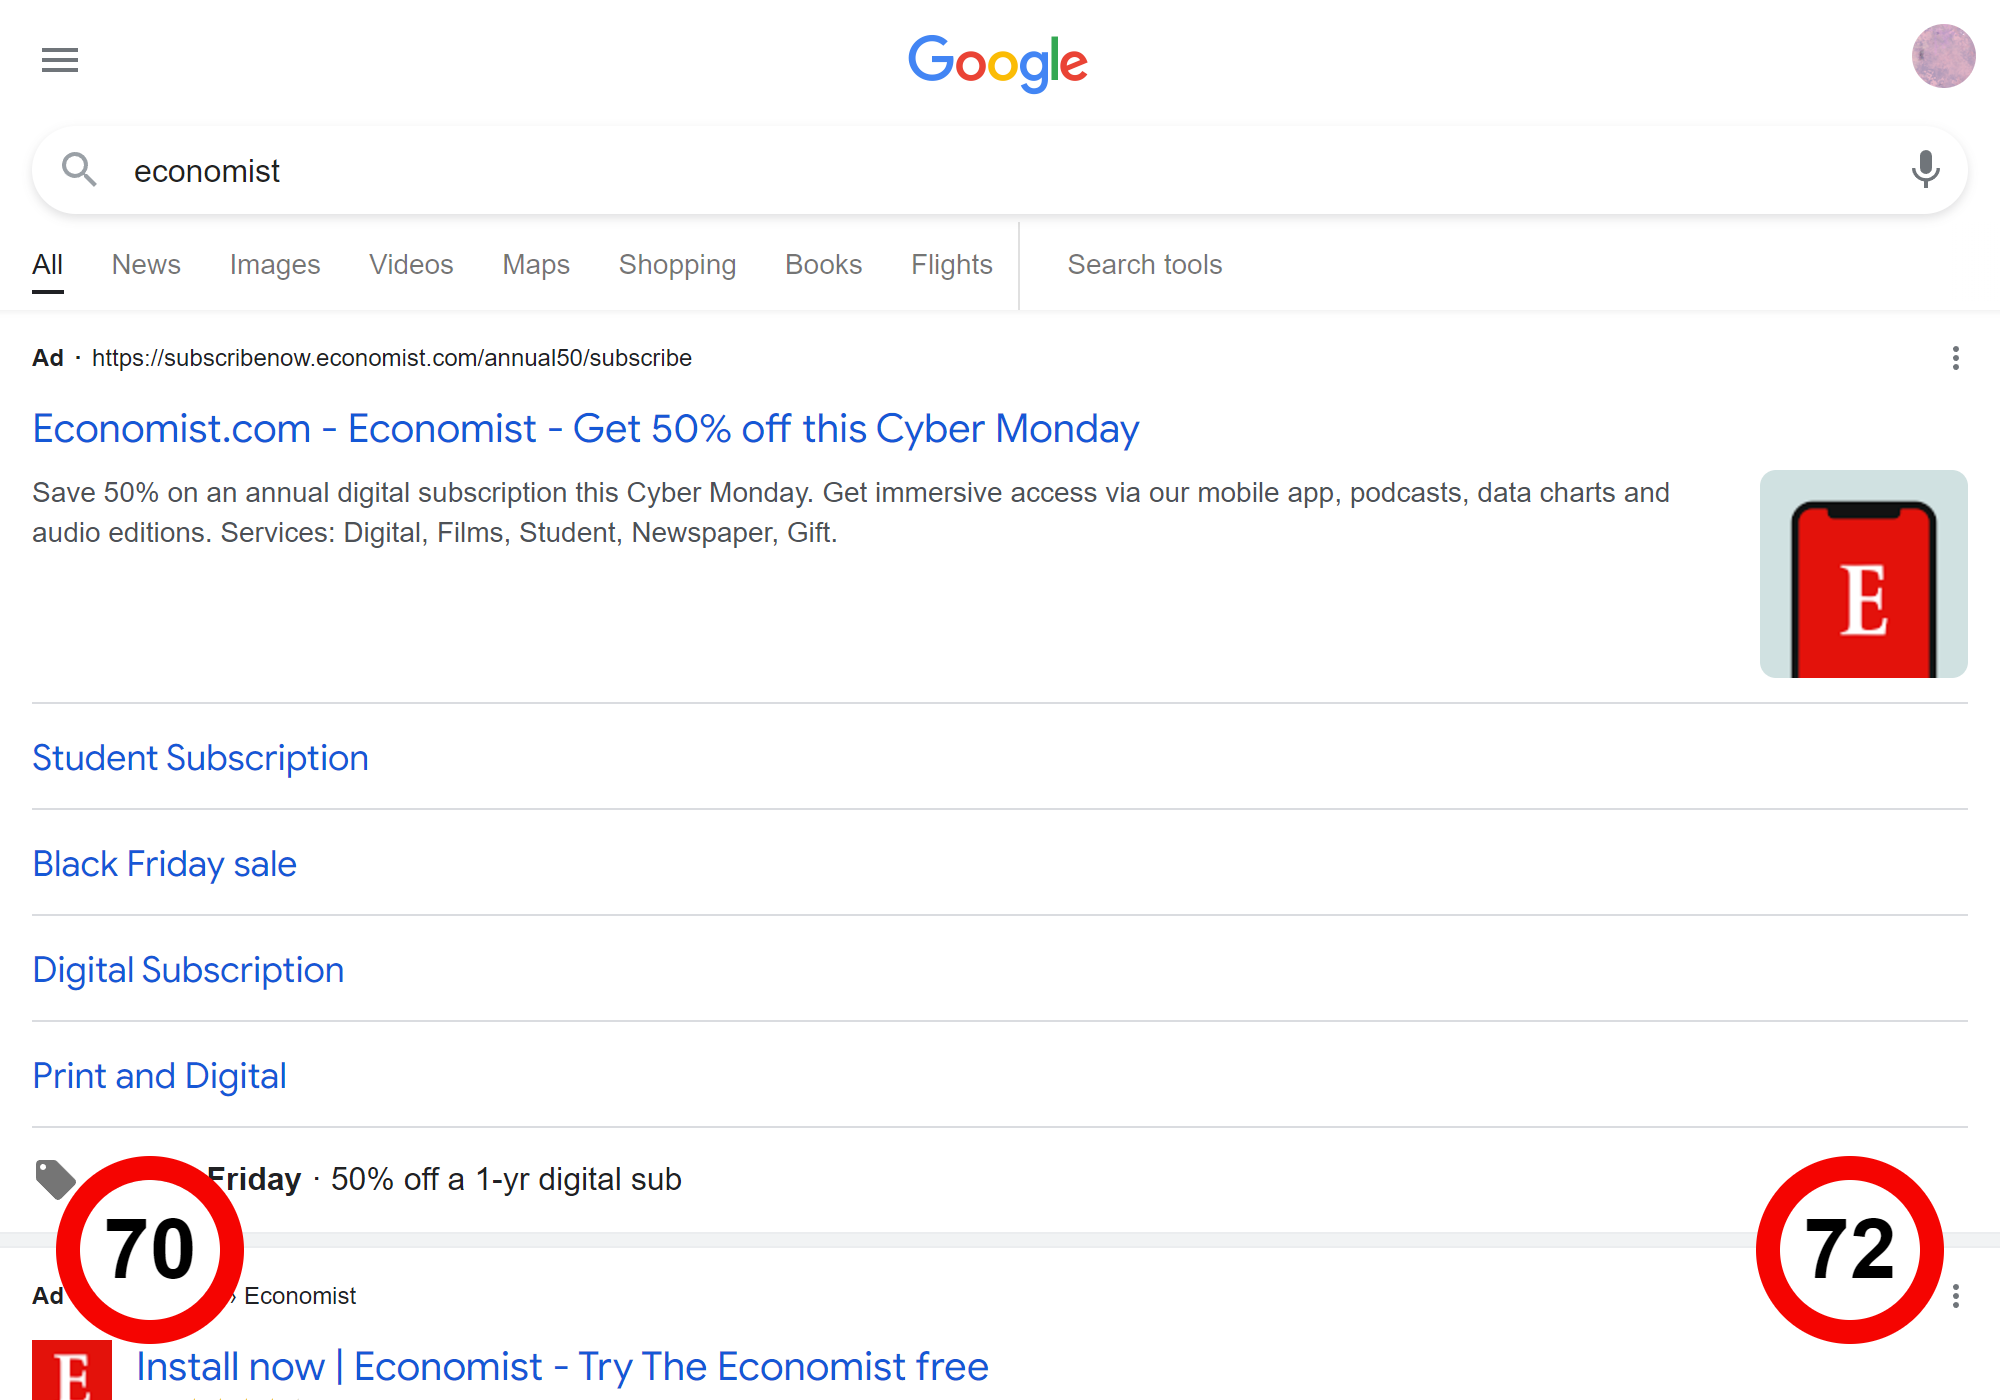 Google
economist
All News Images Videos Maps Shopping Books Flights Search tools
Ad · https://subscribenow.economist.com/annual50/subscribe
Economist.com - Economist - Get 50% off this Cyber Monday
Save 50% on an annual digital subscription this Cyber Monday. Get immersive access via our mobile app, podcasts, data charts and
audio editions. Services: Digital, Films, Student, Newspaper, Gift.
E
Student Subscription
Black Friday sale
Digital Subscription
Print and Digital
Friday · 50% off a 1-yr digital sub
70
72
Ad › Economist
E
Install now | Economist - Try The Economist free